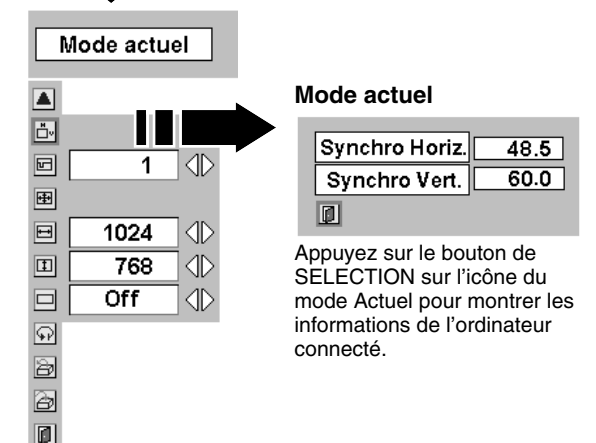 Mode actuel
H
V
1
1024
768
Off
Mode actuel
Synchro Horiz. 48.5
Synchro Vert. 60.0
Appuyez sur le bouton de
SELECTION sur l'icône du
mode Actuel pour montrer les
informations de l'ordinateur
connecté.